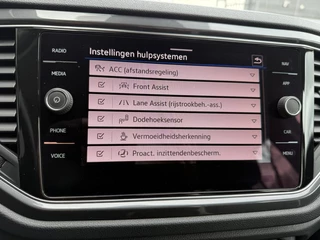 Instellingen hulpsystemen
RADIO
MEDIA
PHONE
VOICE
ACC (afstandsregeling)
Front Assist
Lane Assist (rijstrookbeh.-ass.)
Dodehoeksensor
Vermoeidheidsherkenning
Proact. inzittendenbescherm.
NAV
APP
CAR
MENU